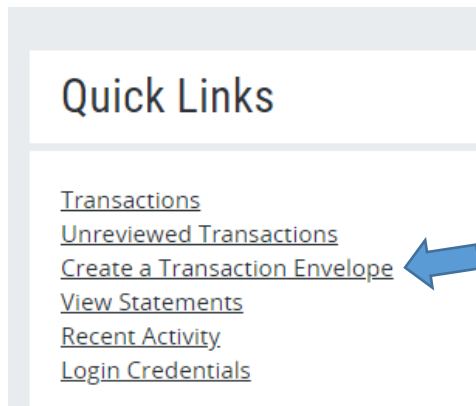 Quick Links
Transactions
Unreviewed Transactions
Create a Transaction Envelope
View Statements
Recent Activity
Login Credentials